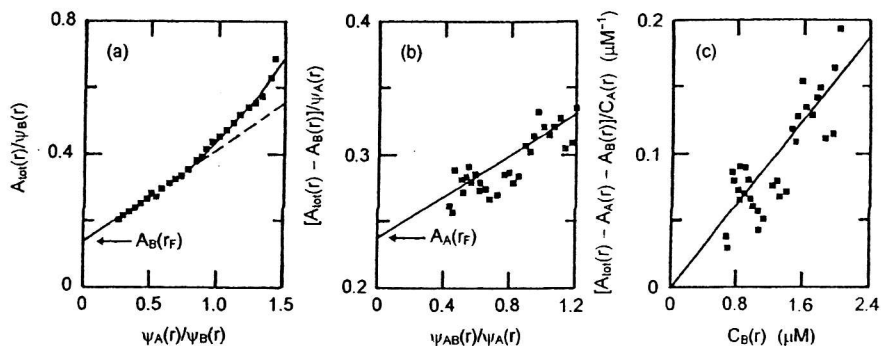 (a)
A_tot(r)/ψ_B(r)
0.8
0.4
0
A_B(r_F)
0 0.5 1.0 1.5
ψ_A(r)/ψ_B(r)
(b)
[A_tot(r) – A_B(r)]/ψ_A(r)
0.4
0.3
0.2
A_A(r_F)
0 0.4 0.8 1.2
ψ_AB(r)/ψ_A(r)
(c)
[A_tot(r) – A_A(r) – A_B(r)]/C_A(r) (μM⁻¹)
0.2
0.1
0
0 0.8 1.6 2.4
C_B(r) (μM)